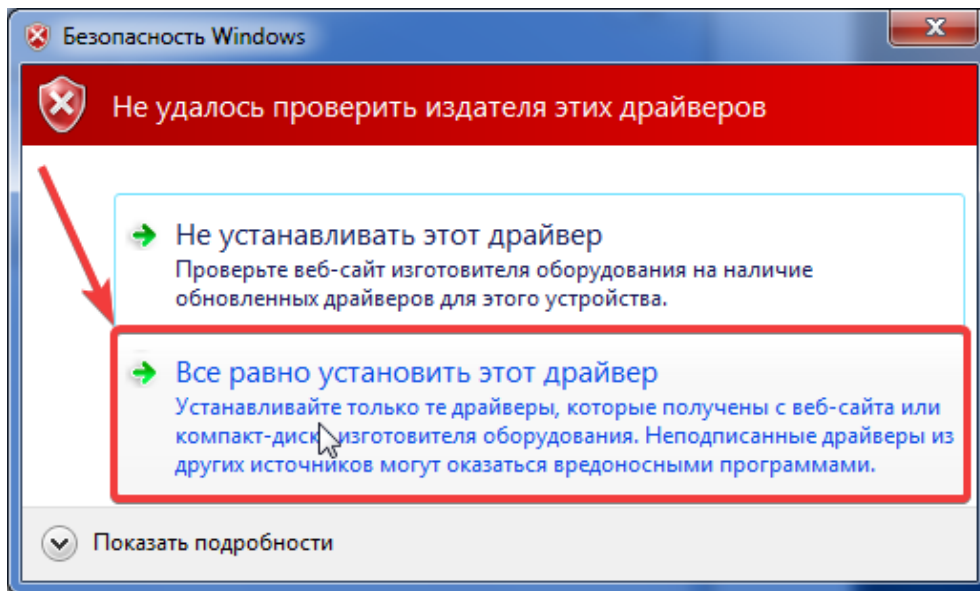 Безопасность Windows
Не удалось проверить издателя этих драйверов
Не устанавливать этот драйвер
Проверьте веб-сайт изготовителя оборудования на наличие
обновленных драйверов для этого устройства.
Все равно установить этот драйвер
Устанавливайте только те драйверы, которые получены с веб-сайта или
компакт-диска изготовителя оборудования. Неподписанные драйверы из
других источников могут оказаться вредоносными программами.
Показать подробности